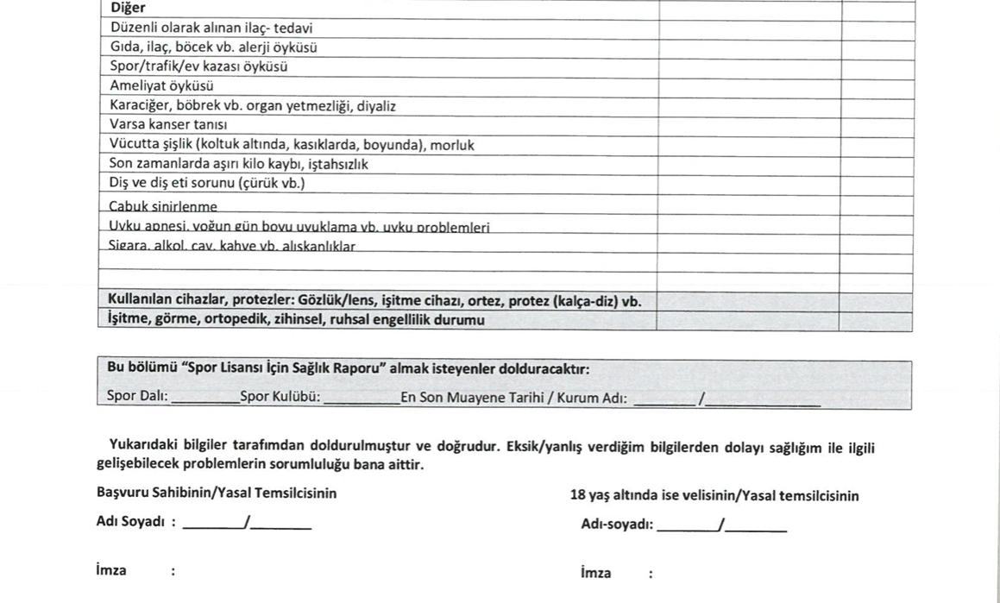 Diğer
Düzenli olarak alınan ilaç- tedavi
Gıda, ilaç, böcek vb. alerji öyküsü
Spor/trafik/ev kazası öyküsü
Ameliyat öyküsü
Karaciğer, böbrek vb. organ yetmezliği, diyaliz
Varsa kanser tanısı
Vücutta şişlik (koltuk altında, kasıklarda, boyunda), morluk
Son zamanlarda aşırı kilo kaybı, iştahsızlık
Diş ve diş eti sorunu (çürük vb.)
Çabuk sinirlenme
Uyku apnesi, yoğun gün boyu uyuklama vb. uyku problemleri
Sigara, alkol, çay, kahve vb. alışkanlıklar
Kullanılan cihazlar, protezler: Gözlük/lens, işitme cihazı, ortez, protez (kalça-diz) vb.
İşitme, görme, ortopedik, zihinsel, ruhsal engellilik durumu
Bu bölümü “Spor Lisansı İçin Sağlık Raporu” almak isteyenler dolduracaktır:
Spor Dalı: ________Spor Kulübü: _________En Son Muayene Tarihi / Kurum Adı: _______/_____________
Yukarıdaki bilgiler tarafımdan doldurulmuştur ve doğrudur. Eksik/yanlış verdiğim bilgilerden dolayı sağlığım ile ilgili
gelişebilecek problemlerin sorumluluğu bana aittir.
Başvuru Sahibinin/Yasal Temsilcisinin
Adı Soyadı : _______/_______
İmza :
18 yaş altında ise velisinin/Yasal temsilcisinin
Adı-soyadı: _______/_______
İmza :